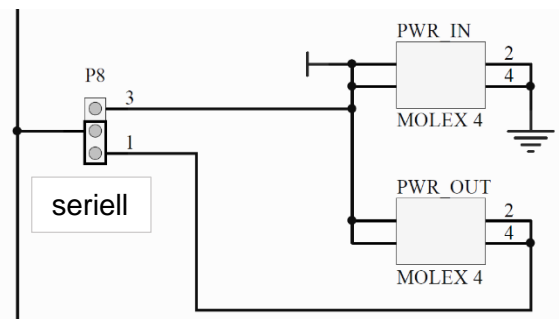 PWR_IN
2
4
MOLEX 4
P8
3
1
seriell
PWR_OUT
2
4
MOLEX 4